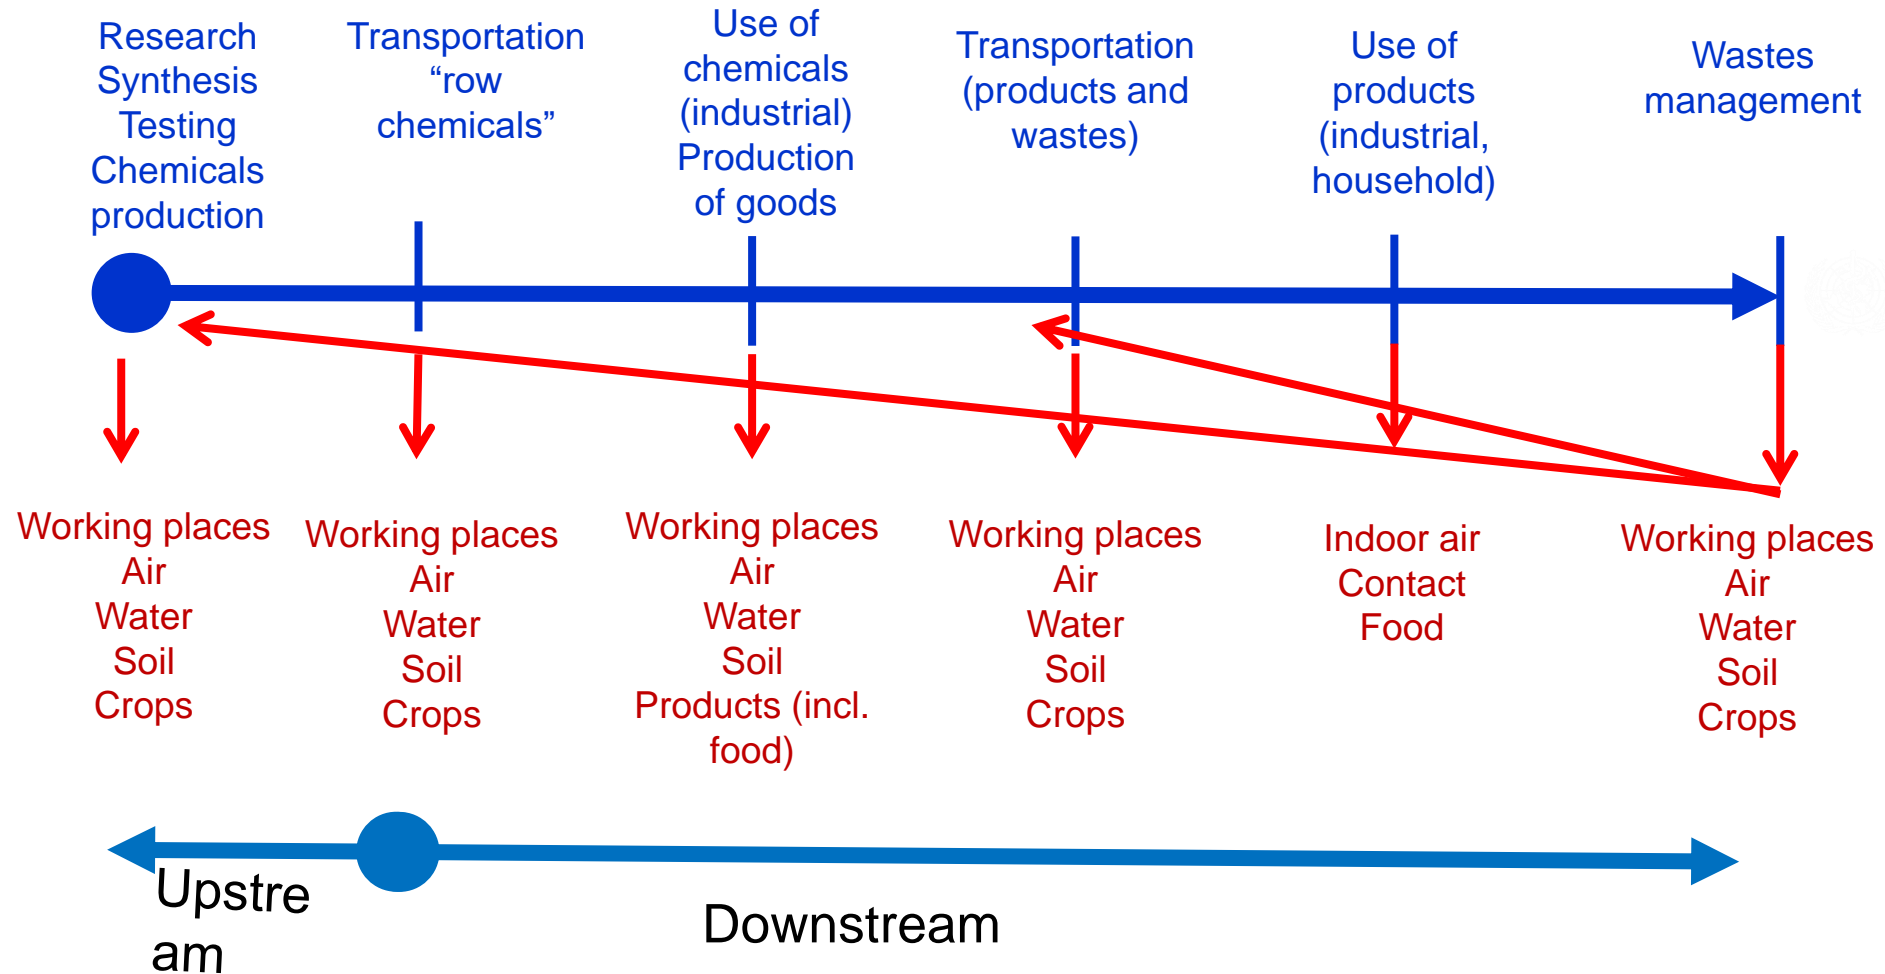 Research
Synthesis
Testing
Chemicals
production
Transportation
“row
chemicals”
Use of
chemicals
(industrial)
Production
of goods
Transportation
(products and
wastes)
Use of
products
(industrial,
household)
Wastes
management
Working places
Air
Water
Soil
Crops
Working places
Air
Water
Soil
Crops
Working places
Air
Water
Soil
Products (incl.
food)
Working places
Air
Water
Soil
Crops
Indoor air
Contact
Food
Working places
Air
Water
Soil
Crops
Upstre
am
Downstream